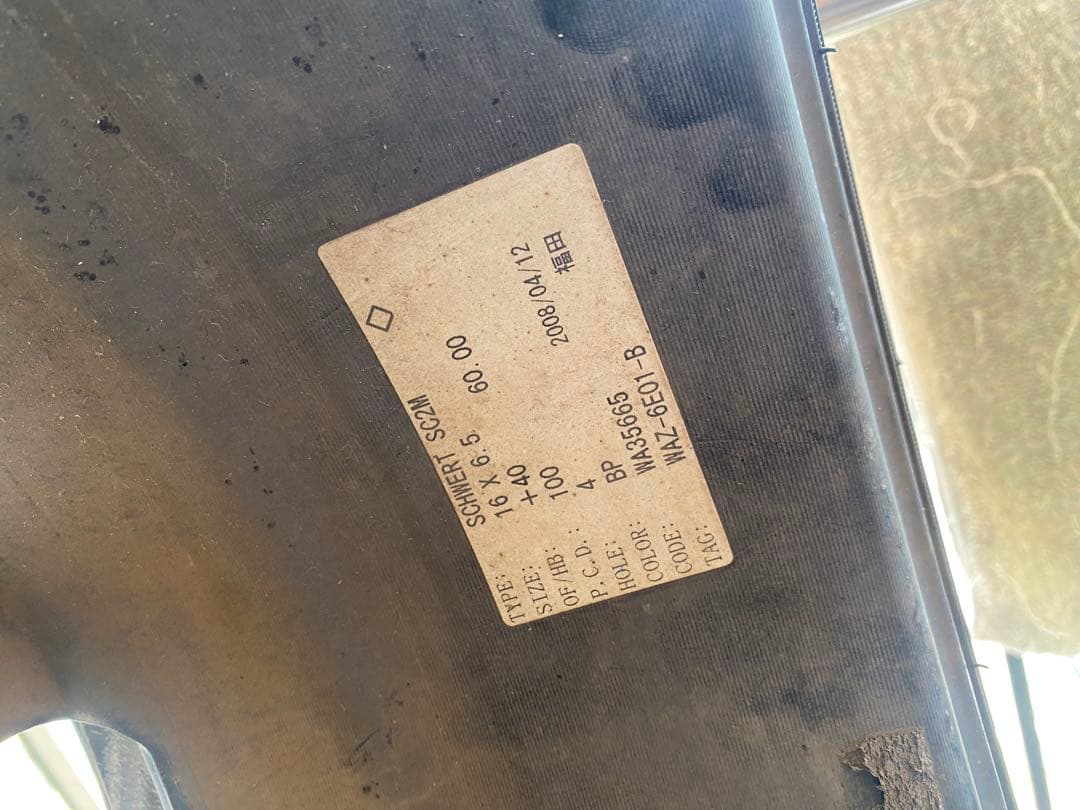 ◇
TYPE: SCHWERT SC2M
SIZE: 16 X 6.5 60.00
OF/HB: +40
P.C.D.: 100
HOLE: 4 2008/04/12
COLOR: BP 福田
CODE: WA35665
TAG: WAZ-6E01-B